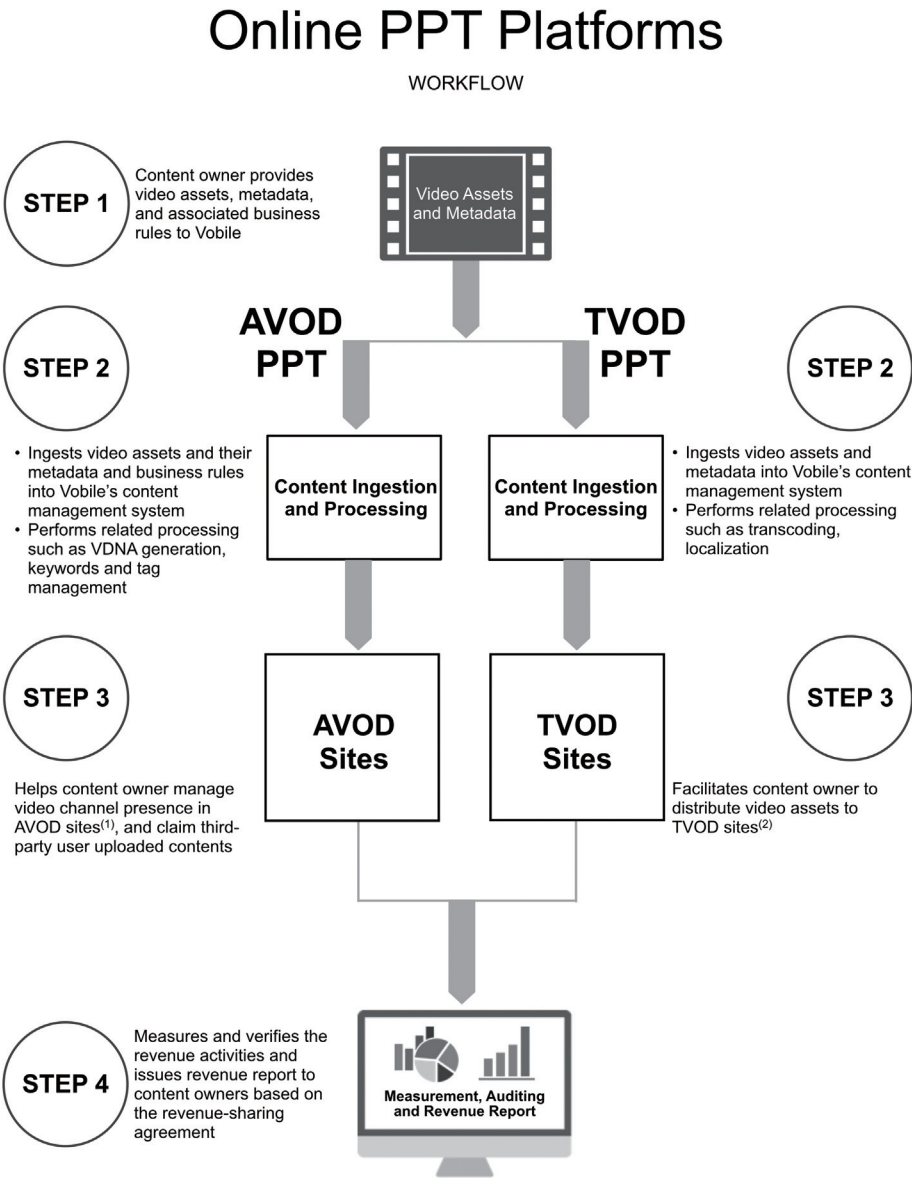 Online PPT Platforms
WORKFLOW
STEP 1
Content owner provides
video assets, metadata,
and associated business
rules to Vobile
Video Assets
and Metadata
AVOD
PPT
TVOD
PPT
STEP 2
• Ingests video assets and their
metadata and business rules
into Vobile's content
management system
• Performs related processing
such as VDNA generation,
keywords and tag
management
Content Ingestion
and Processing
Content Ingestion
and Processing
STEP 2
• Ingests video assets and
metadata into Vobile's content
management system
• Performs related processing
such as transcoding,
localization
STEP 3
Helps content owner manage
video channel presence in
AVOD sites(1), and claim third-
party user uploaded contents
AVOD
Sites
TVOD
Sites
STEP 3
Facilitates content owner to
distribute video assets to
TVOD sites(2)
STEP 4
Measures and verifies the
revenue activities and
issues revenue report to
content owners based on
the revenue-sharing
agreement
Measurement, Auditing
and Revenue Report